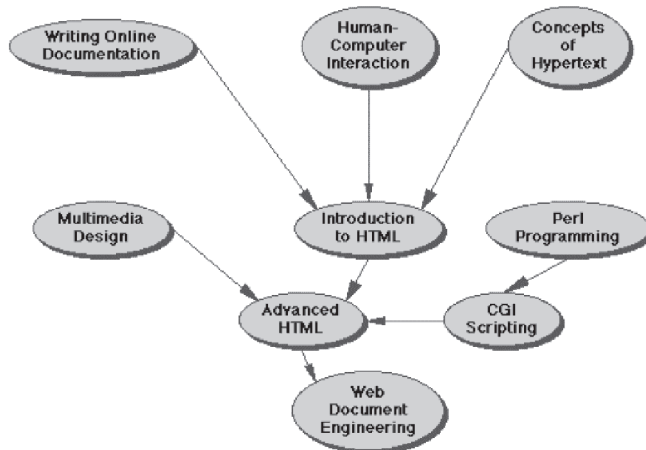 Writing Online
Documentation
Human-
Computer
Interaction
Concepts
of
Hypertext
Multimedia
Design
Introduction
to HTML
Perl
Programming
Advanced
HTML
CGI
Scripting
Web
Document
Engineering